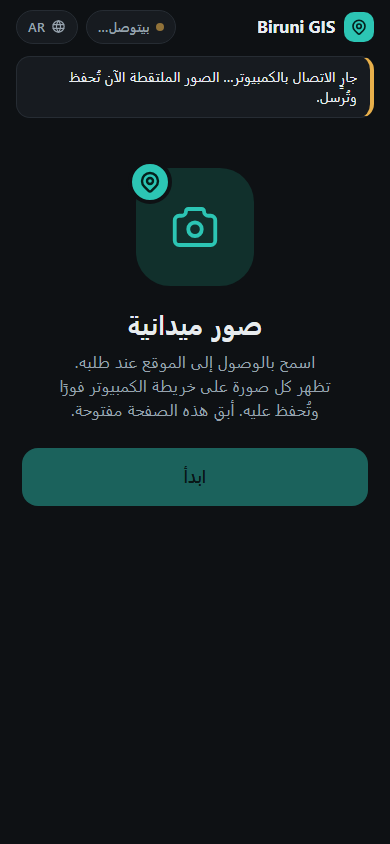 Biruni GIS
بيتوصل...
AR
جارٍ الاتصال بالكمبيوتر... الصور الملتقطة الآن تُحفظ
وتُرسل.
صور ميدانية
اسمح بالوصول إلى الموقع عند طلبه.
تظهر كل صورة على خريطة الكمبيوتر فورًا
وتُحفظ عليه. أبقِ هذه الصفحة مفتوحة.
ابدأ